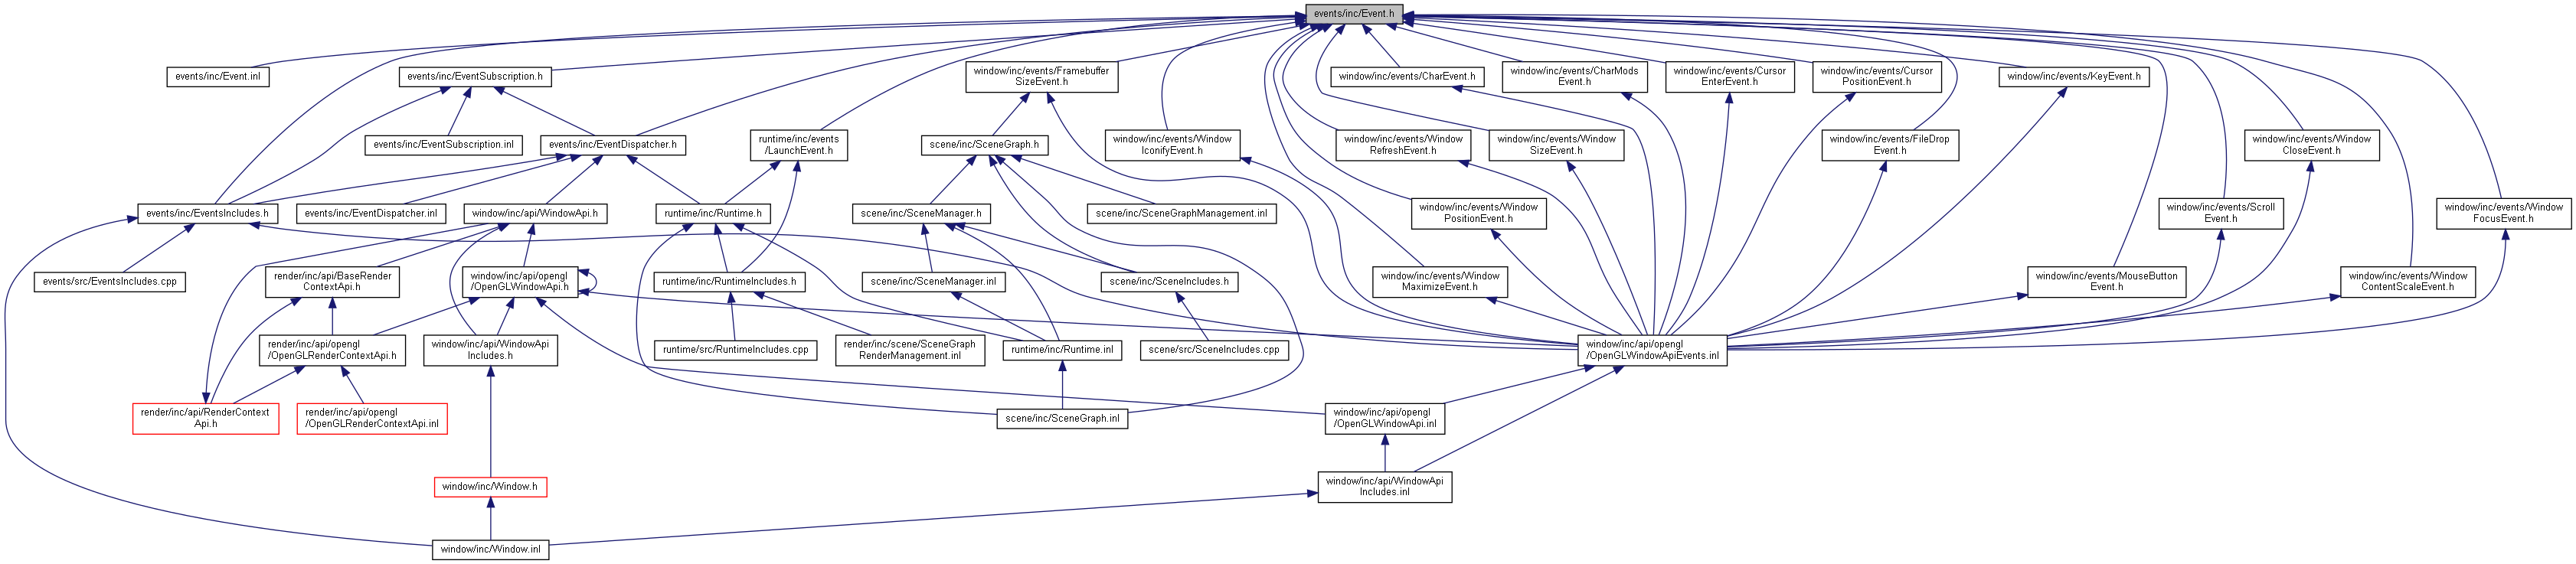 events/inc/Event.h
events/inc/Event.inl
events/inc/EventSubscription.h
window/inc/events/Framebuffer
SizeEvent.h
window/inc/events/CharEvent.h
window/inc/events/CharMods
Event.h
window/inc/events/Cursor
EnterEvent.h
window/inc/events/Cursor
PositionEvent.h
window/inc/events/KeyEvent.h
events/inc/EventSubscription.inl
events/inc/EventDispatcher.h
runtime/inc/events
/LaunchEvent.h
scene/inc/SceneGraph.h
window/inc/events/Window
IconifyEvent.h
window/inc/events/Window
RefreshEvent.h
window/inc/events/Window
SizeEvent.h
window/inc/events/FileDrop
Event.h
window/inc/events/Window
CloseEvent.h
events/inc/EventsIncludes.h
events/inc/EventDispatcher.inl
window/inc/api/WindowApi.h
runtime/inc/Runtime.h
scene/inc/SceneManager.h
scene/inc/SceneGraphManagement.inl
window/inc/events/Window
PositionEvent.h
window/inc/events/Scroll
Event.h
window/inc/events/Window
FocusEvent.h
events/src/EventsIncludes.cpp
render/inc/api/BaseRender
ContextApi.h
window/inc/api/opengl
/OpenGLWindowApi.h
runtime/inc/RuntimeIncludes.h
scene/inc/SceneManager.inl
scene/inc/SceneIncludes.h
window/inc/events/Window
MaximizeEvent.h
window/inc/events/MouseButton
Event.h
window/inc/events/Window
ContentScaleEvent.h
render/inc/api/opengl
/OpenGLRenderContextApi.h
window/inc/api/WindowApi
Includes.h
runtime/src/RuntimeIncludes.cpp
render/inc/scene/SceneGraph
RenderManagement.inl
runtime/inc/Runtime.inl
scene/src/SceneIncludes.cpp
window/inc/api/opengl
/OpenGLWindowApiEvents.inl
render/inc/api/RenderContext
Api.h
render/inc/api/opengl
/OpenGLRenderContextApi.inl
scene/inc/SceneGraph.inl
window/inc/api/opengl
/OpenGLWindowApi.inl
window/inc/Window.h
window/inc/api/WindowApi
Includes.inl
window/inc/Window.inl